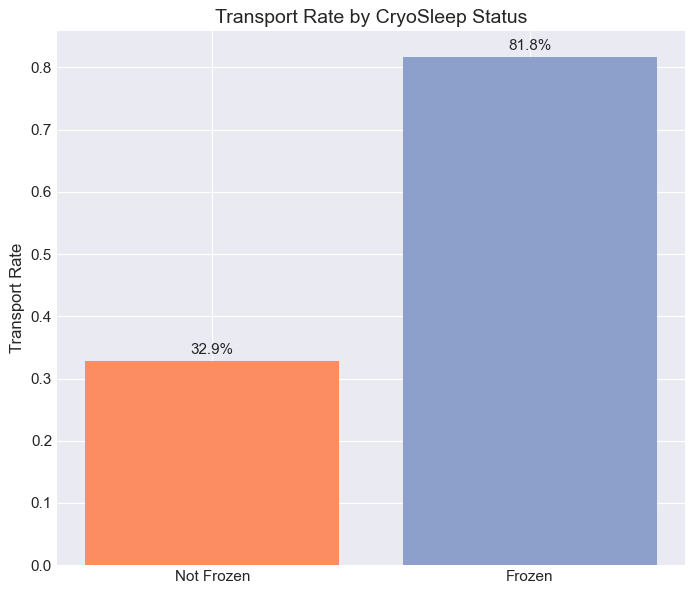 Transport Rate by CryoSleep Status
Transport Rate
0.8
0.7
0.6
0.5
0.4
0.3
0.2
0.1
0.0
32.9%
81.8%
Not Frozen
Frozen